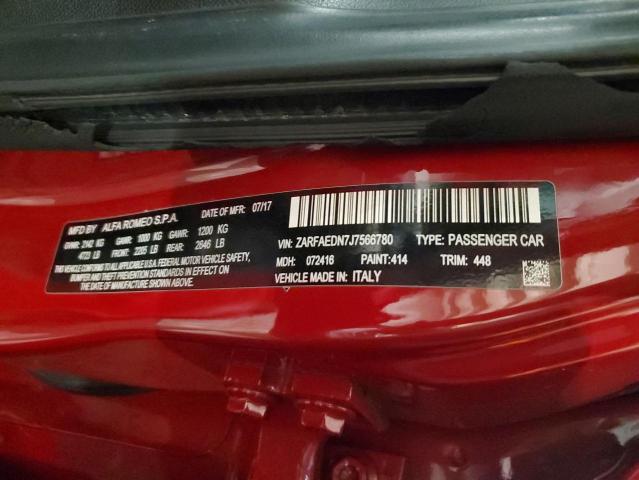 MFD BY ALFA ROMEO S.P.A. DATE OF MFR: 07/17
GVWR: 2142 KG GAWR: 1000 KG GAWR: 1200 KG
4723 LB FRONT: 2205 LB REAR: 2646 LB
THIS VEHICLE CONFORMS TO ALL APPLICABLE U.S.A. FEDERAL MOTOR VEHICLE SAFETY,
BUMPER AND THEFT PREVENTION STANDARDS IN EFFECT ON
THE DATE OF MANUFACTURE SHOWN ABOVE.
VIN: ZARFAEDN7J7566780 TYPE: PASSENGER CAR
MDH: 072416 PAINT: 414 TRIM: 448
VEHICLE MADE IN: ITALY